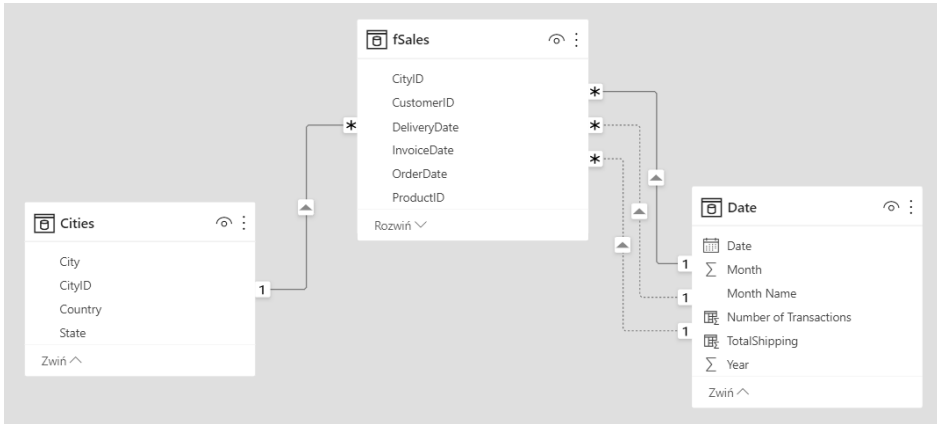 fSales
CityID
CustomerID
DeliveryDate
InvoiceDate
OrderDate
ProductID
Rozwiń
*
*
*
*
Cities
City
CityID
Country
State
Zwiń
1
Date
Date
Month
Month Name
Number of Transactions
TotalShipping
Year
Zwiń
1
1
1